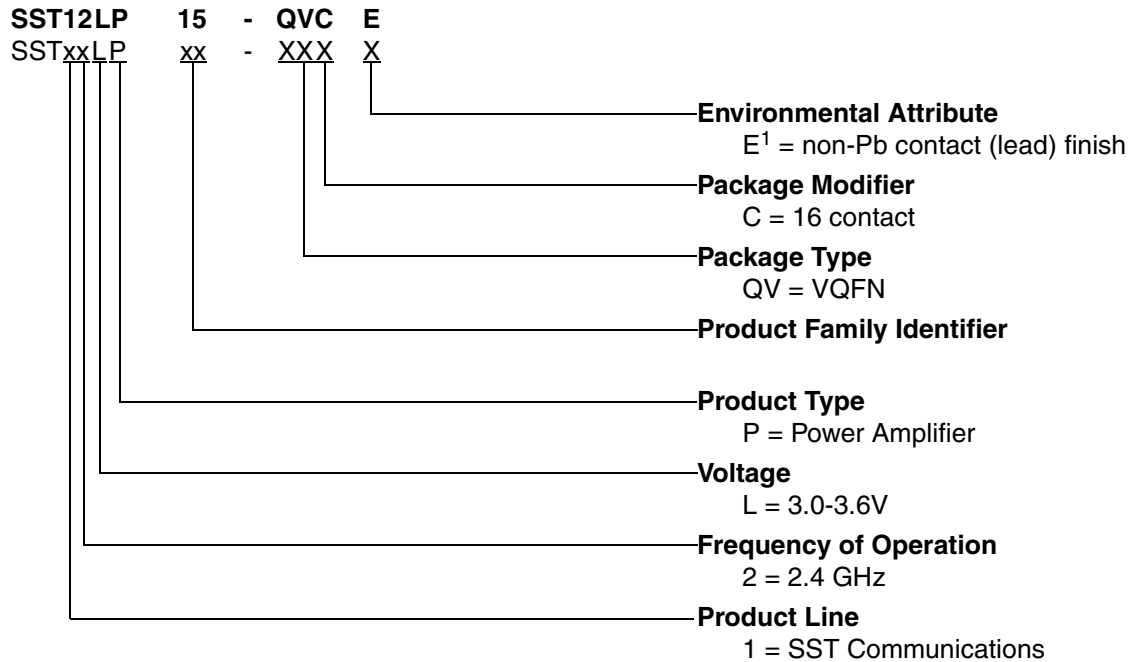 SST12LP 15 - QVC E
SSTxxLP xx - XXX X
Environmental Attribute
E1 = non-Pb contact (lead) finish
Package Modifier
C = 16 contact
Package Type
QV = VQFN
Product Family Identifier
Product Type
P = Power Amplifier
Voltage
L = 3.0-3.6V
Frequency of Operation
2 = 2.4 GHz
Product Line
1 = SST Communications